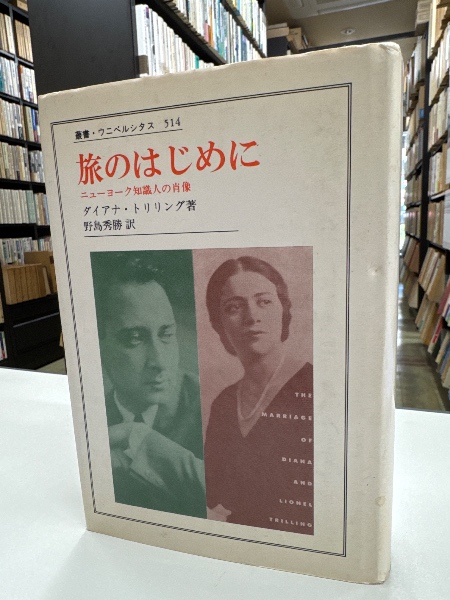 叢書・ウニベルシタス 514
旅のはじめに
ニューヨーク知識人の肖像
ダイアナ・トリリング著
野島秀勝 訳
THE
MARRIAGE
OF
DIANA
AND
LIONEL
TRILLING